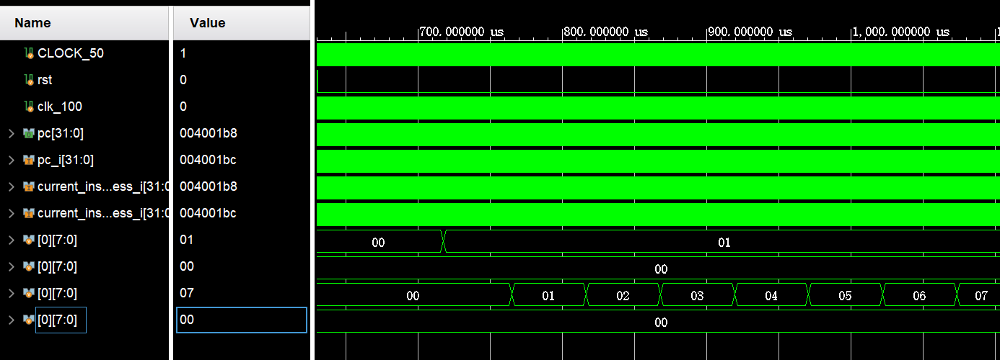 Name Value
700.000000 us 800.000000 us 900.000000 us 1,000.000000 us 1
CLOCK_50 1
rst 0
clk_100 0
pc[31:0] 004001b8
pc_i[31:0] 004001bc
current_ins...ess_i[31:0 004001b8
current_ins...ess_i[31:0 004001bc
[0][7:0] 01 00 01
[0][7:0] 00 00
[0][7:0] 07 00 01 02 03 04 05 06 07
[0][7:0] 00 00